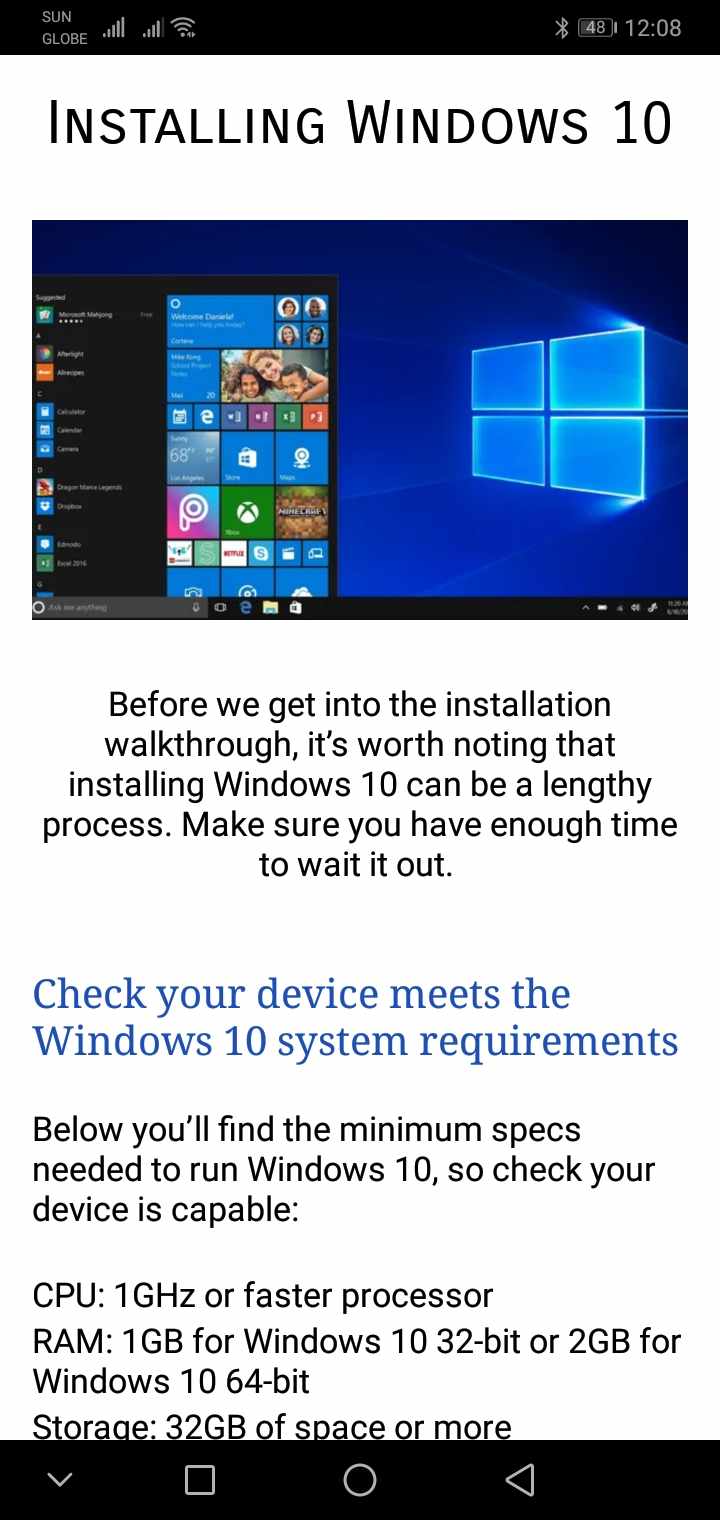 SUN
GLOBE
48
12:08
INSTALLING WINDOWS 10
Suggested
Microsoft Mahjong
Free
A
Afterlight
Allrecipes
C
Calculator
Calendar
Camera
D
Dragon Mania Legends
Dropbox
E
Edmodo
Excel 2016
G
Welcome Daniela!
How can I help you today?
Cortana
Mike Kong
School Project
Notes
Mail 20
Sunny
68°
Los Angeles
Store
Maps
Xbox
MINECRAFT
NETFLIX
Ask me anything
Before we get into the installation
walkthrough, it’s worth noting that
installing Windows 10 can be a lengthy
process. Make sure you have enough time
to wait it out.
Check your device meets the
Windows 10 system requirements
Below you’ll find the minimum specs
needed to run Windows 10, so check your
device is capable:
CPU: 1GHz or faster processor
RAM: 1GB for Windows 10 32-bit or 2GB for
Windows 10 64-bit
Storage: 32GB of space or more